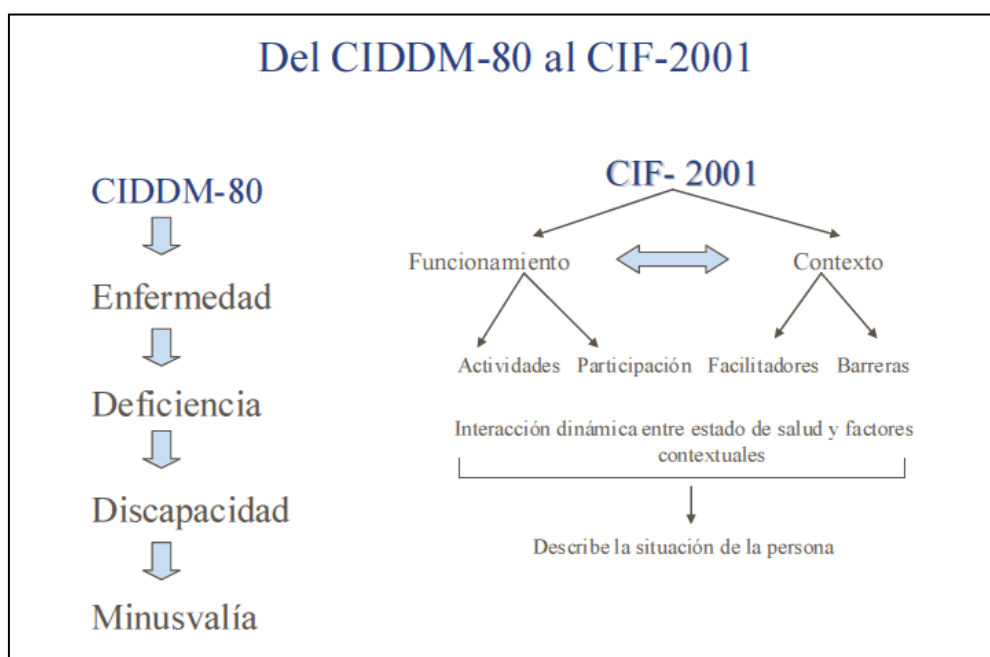 Del CIDDM-80 al CIF-2001
CIDDM-80
Enfermedad
Deficiencia
Discapacidad
Minusvalía
CIF- 2001
Funcionamiento
Contexto
Actividades
Participación
Facilitadores
Barreras
Interacción dinámica entre estado de salud y factores
contextuales
Describe la situación de la persona